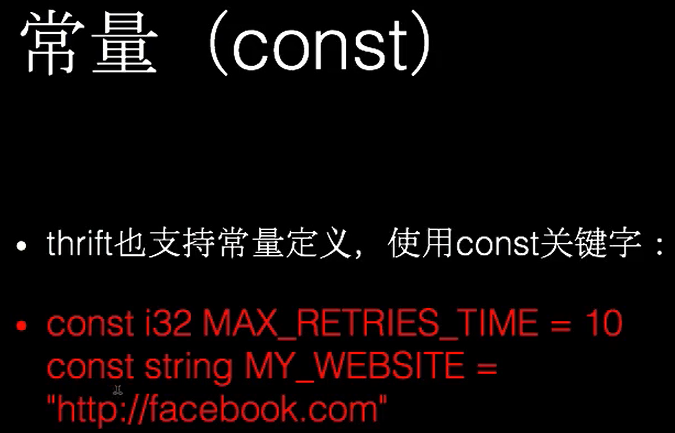 常量（const）
• thrift也支持常量定义，使用const关键字：
• const i32 MAX_RETRIES_TIME = 10
const string MY_WEBSITE =
"http://facebook.com"